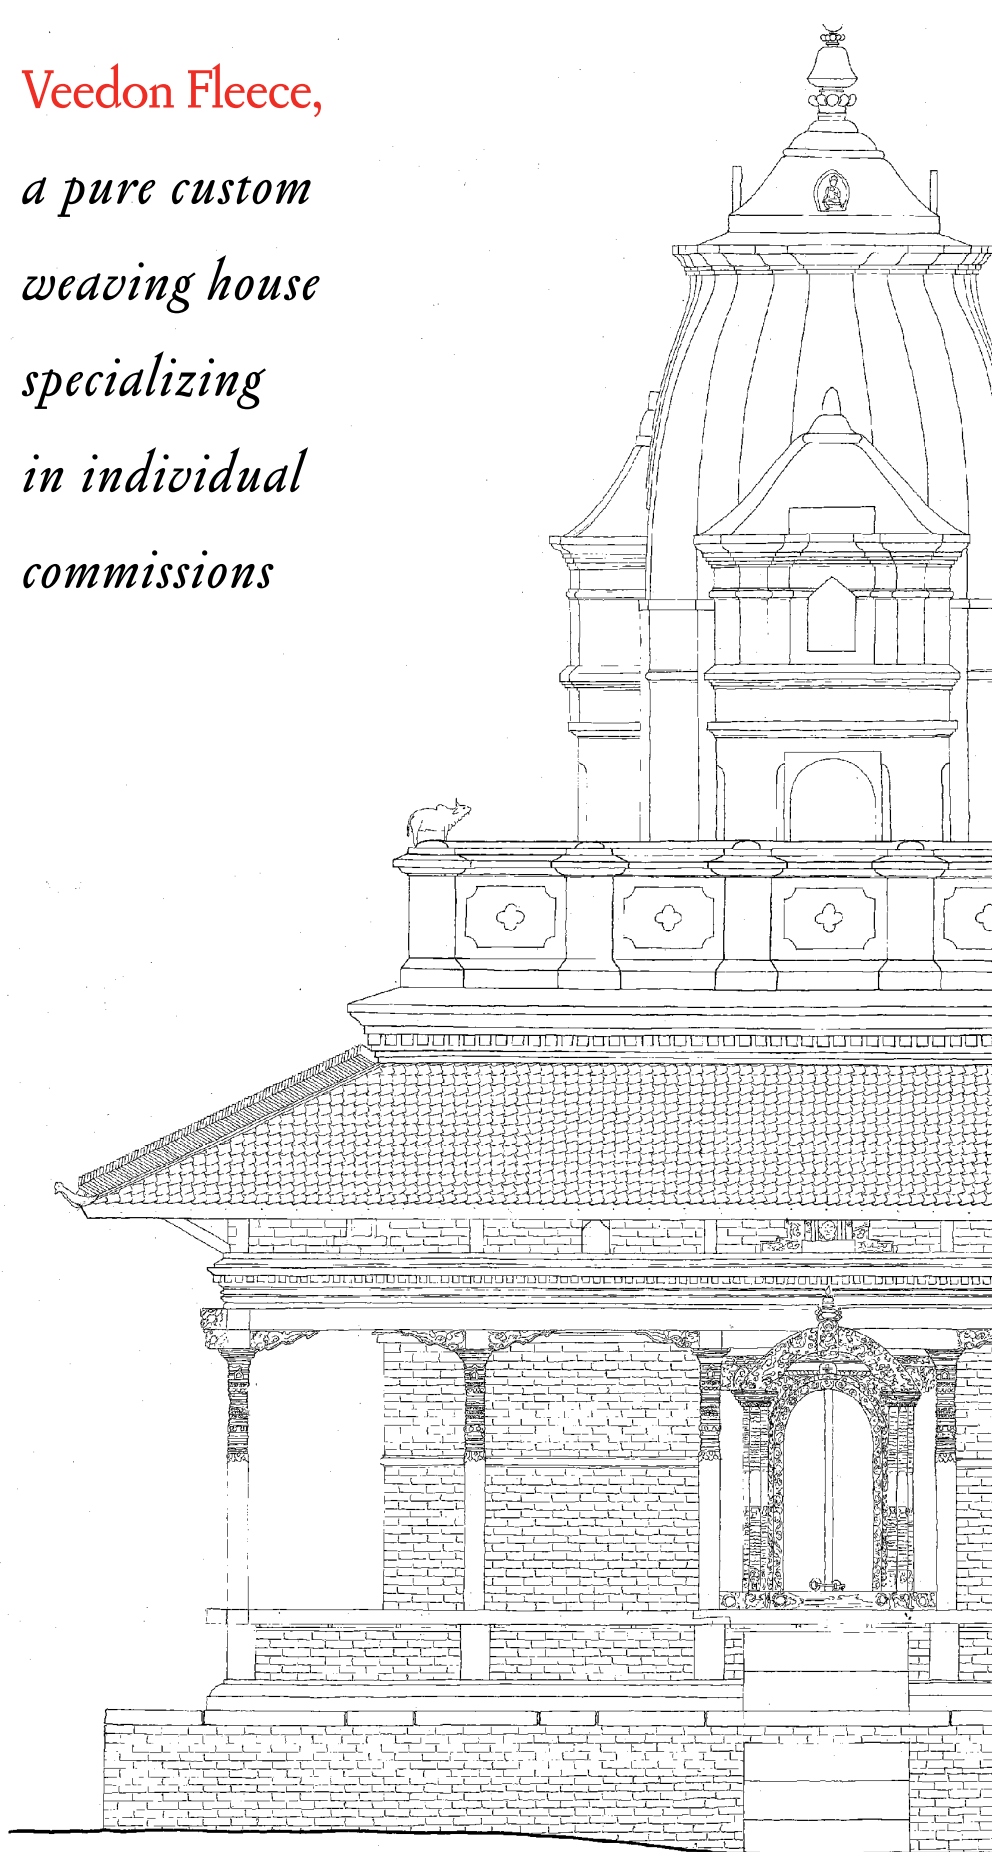 Veedon Fleece,
a pure custom
weaving house
specializing
in individual
commissions